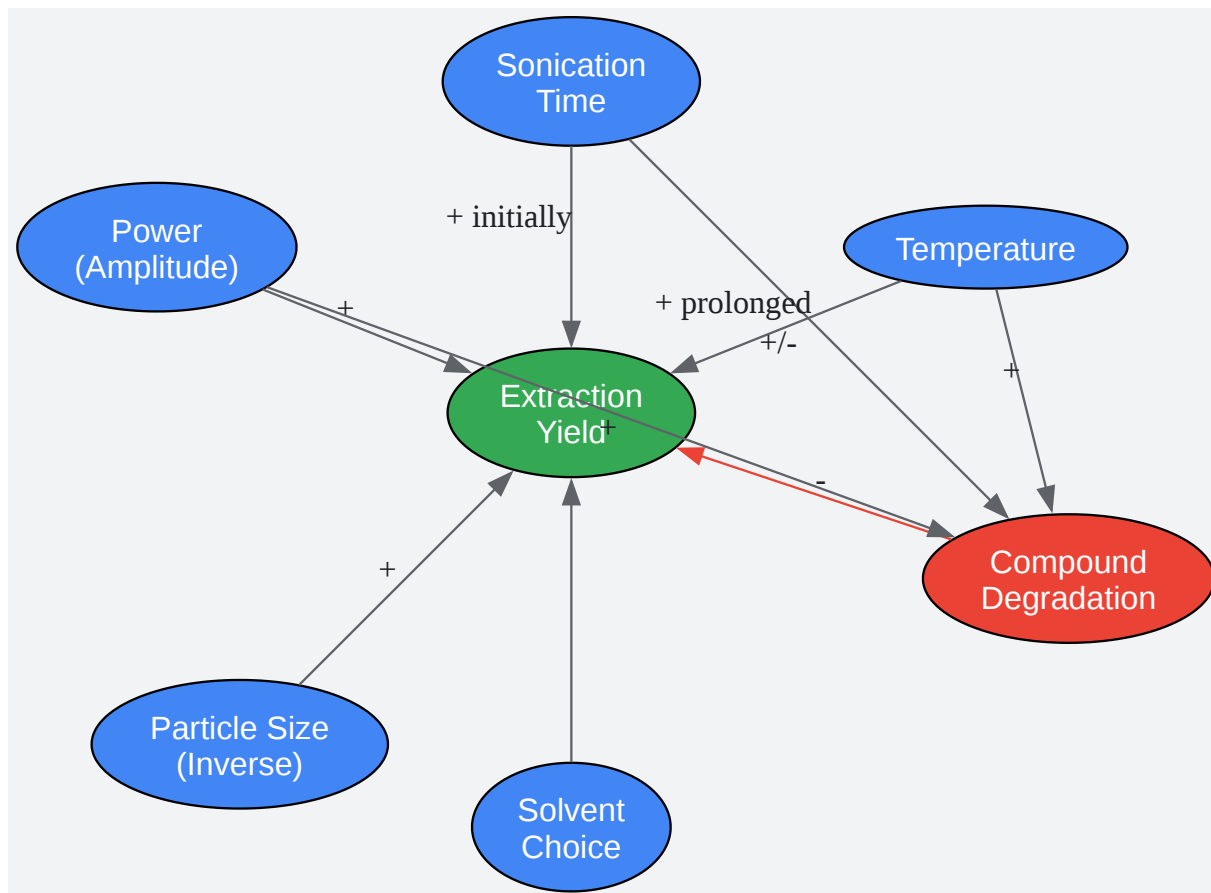 Sonication
Time
+ initially
Power
(Amplitude)
Temperature
+
+ prolonged
+/-
+
Extraction
Yield
+
-
+
Compound
Degradation
Particle Size
(Inverse)
Solvent
Choice